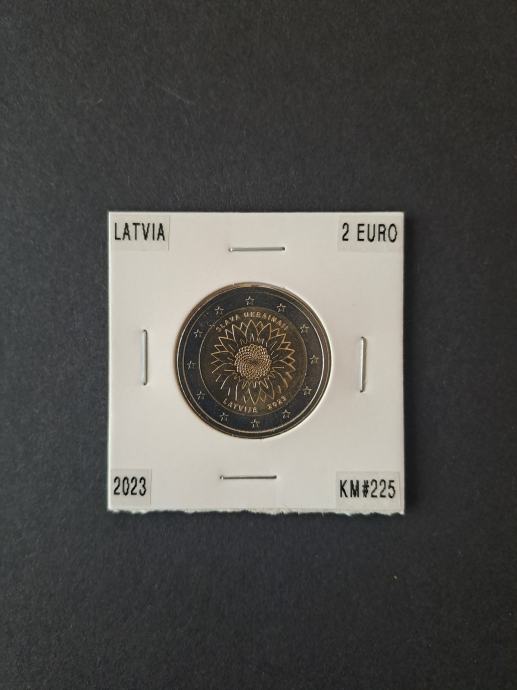 LATVIA
2 EURO
SLAVA UKRAINAI
LATVIJA 2023
2023
KM#225